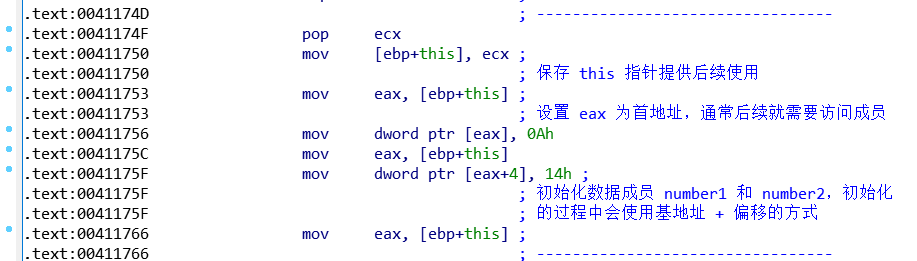 .text:0041174D ; ---------------------------------
.text:0041174F pop ecx
.text:00411750 mov [ebp+this], ecx ;
.text:00411750 ; 保存 this 指针提供后续使用
.text:00411753 mov eax, [ebp+this] ;
.text:00411753 ; 设置 eax 为首地址，通常后续就需要访问成员
.text:00411756 mov dword ptr [eax], 0Ah
.text:0041175C mov eax, [ebp+this]
.text:0041175F mov dword ptr [eax+4], 14h ;
.text:0041175F ; 初始化数据成员 number1 和 number2，初始化
.text:0041175F ; 的过程中会使用基地址 + 偏移的方式
.text:00411766 mov eax, [ebp+this] ;
.text:00411766 ; ---------------------------------